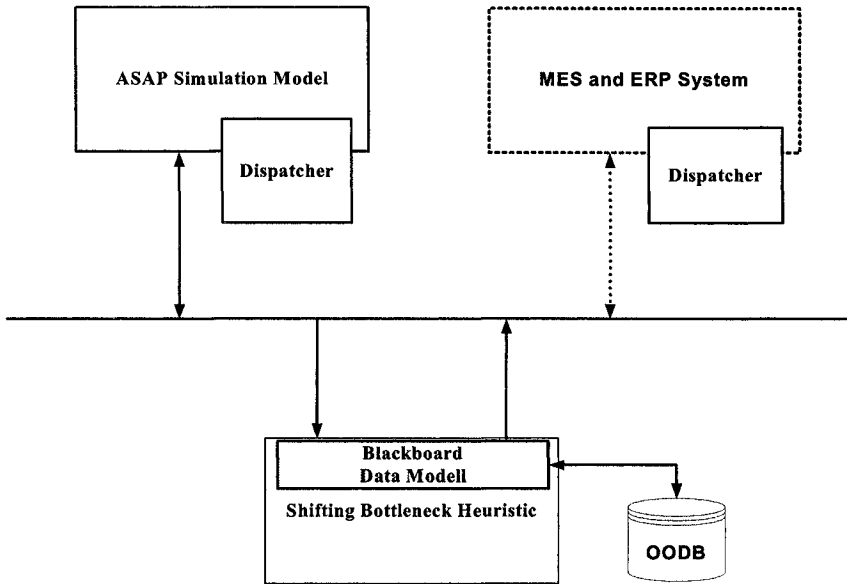 ASAP Simulation Model
Dispatcher
MES and ERP System
Dispatcher
Blackboard
Data Modell
Shifting Bottleneck Heuristic
OODB